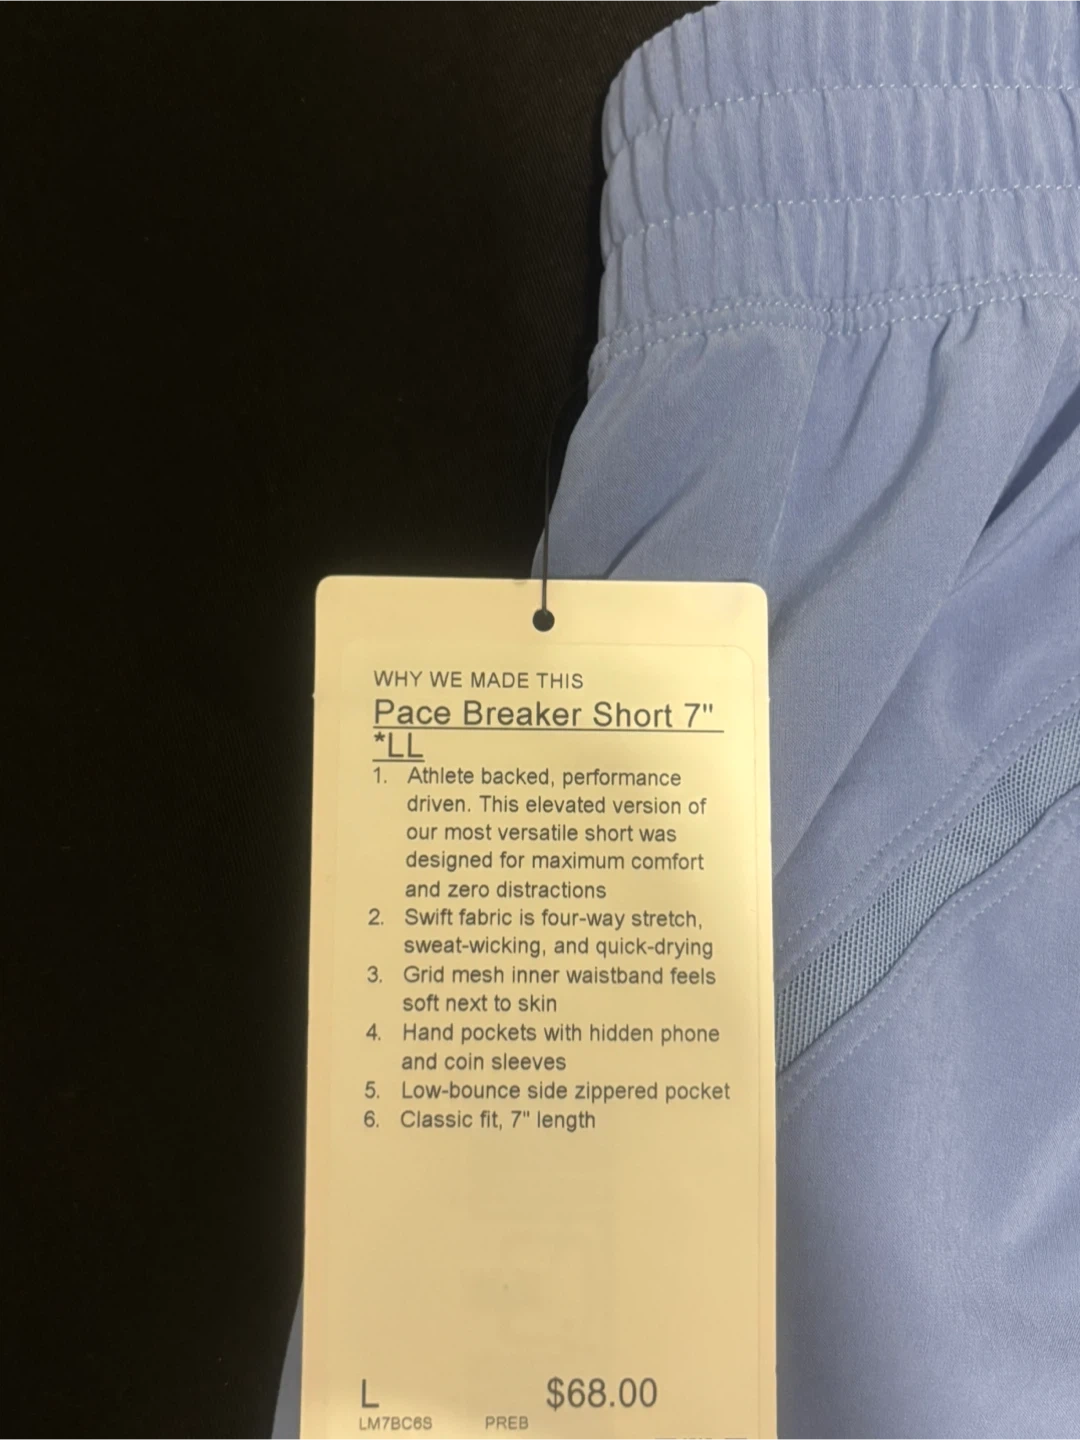 WHY WE MADE THIS
Pace Breaker Short 7"
*LL
1. Athlete backed, performance
driven. This elevated version of
our most versatile short was
designed for maximum comfort
and zero distractions
2. Swift fabric is four-way stretch,
sweat-wicking, and quick-drying
3. Grid mesh inner waistband feels
soft next to skin
4. Hand pockets with hidden phone
and coin sleeves
5. Low-bounce side zippered pocket
6. Classic fit, 7" length
L $68.00
LM7BC6S PREB